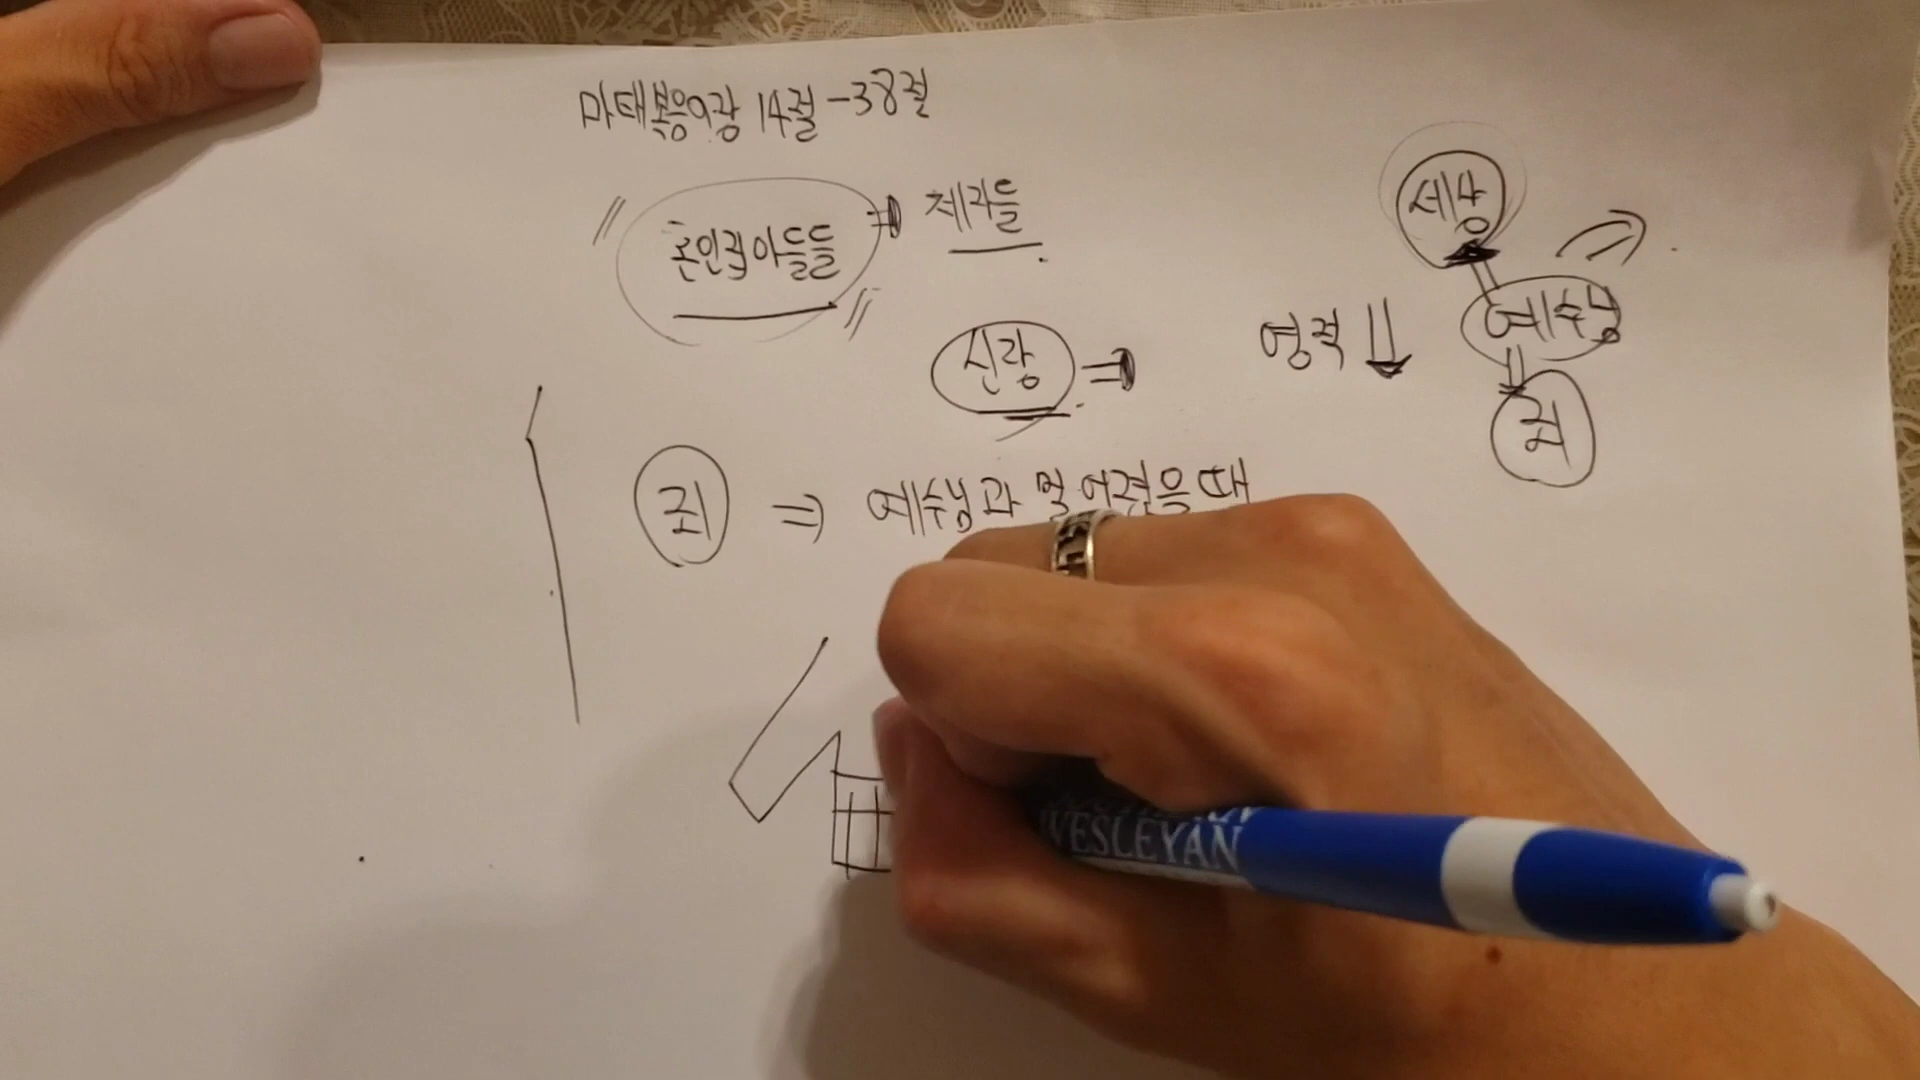 마태복음9장 14절-38절
혼인집아들들
제자들
신랑
죄 ⇒ 예수님과 멀어졌을때
세상
예수님
영적
죄
WESLEYAN